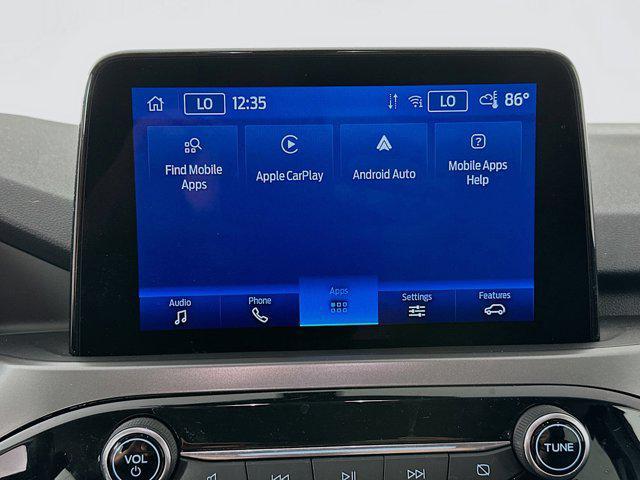 LO 12:35 LO 86°
Find Mobile
Apps
Apple CarPlay
Android Auto
Mobile Apps
Help
Audio Phone Apps Settings Features
VOL
TUNE